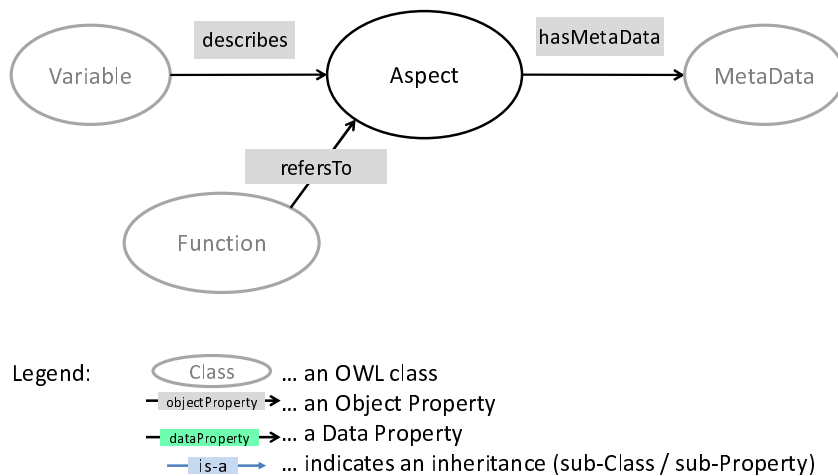 describes
hasMetaData
Variable
Aspect
MetaData
refersTo
Function
Legend:
Class ... an OWL class
objectProperty ... an Object Property
dataProperty ... a Data Property
is-a ... indicates an inheritance (sub-Class / sub-Property)